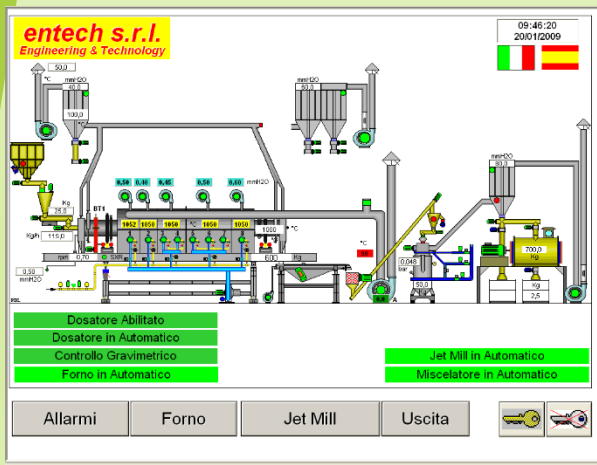 entech s.r.l.
Engineering & Technology
09:46:20
20/01/2009
50,0
°C
mmH2O
40,0
100,0
mmH2O
60,0
mmH2O
60,0
0,50 0,40 0,45 0,50 0,60 mmH2O
Kg
25,0
BT1
Kg/h
115,0
1052 1050 1050 1050 1050
°C
1000 °C
°C
rpm 0,70 SXR
600 Kg
0,50
mmH2O
A
0,048
bar
50,0
700,0
Kg
Kg
2,5
Dosatore Abilitato
Dosatore in Automatico
Controllo Gravimetrico
Forno in Automatico
Jet Mill in Automatico
Miscelatore in Automatico
Allarmi Forno Jet Mill Uscita